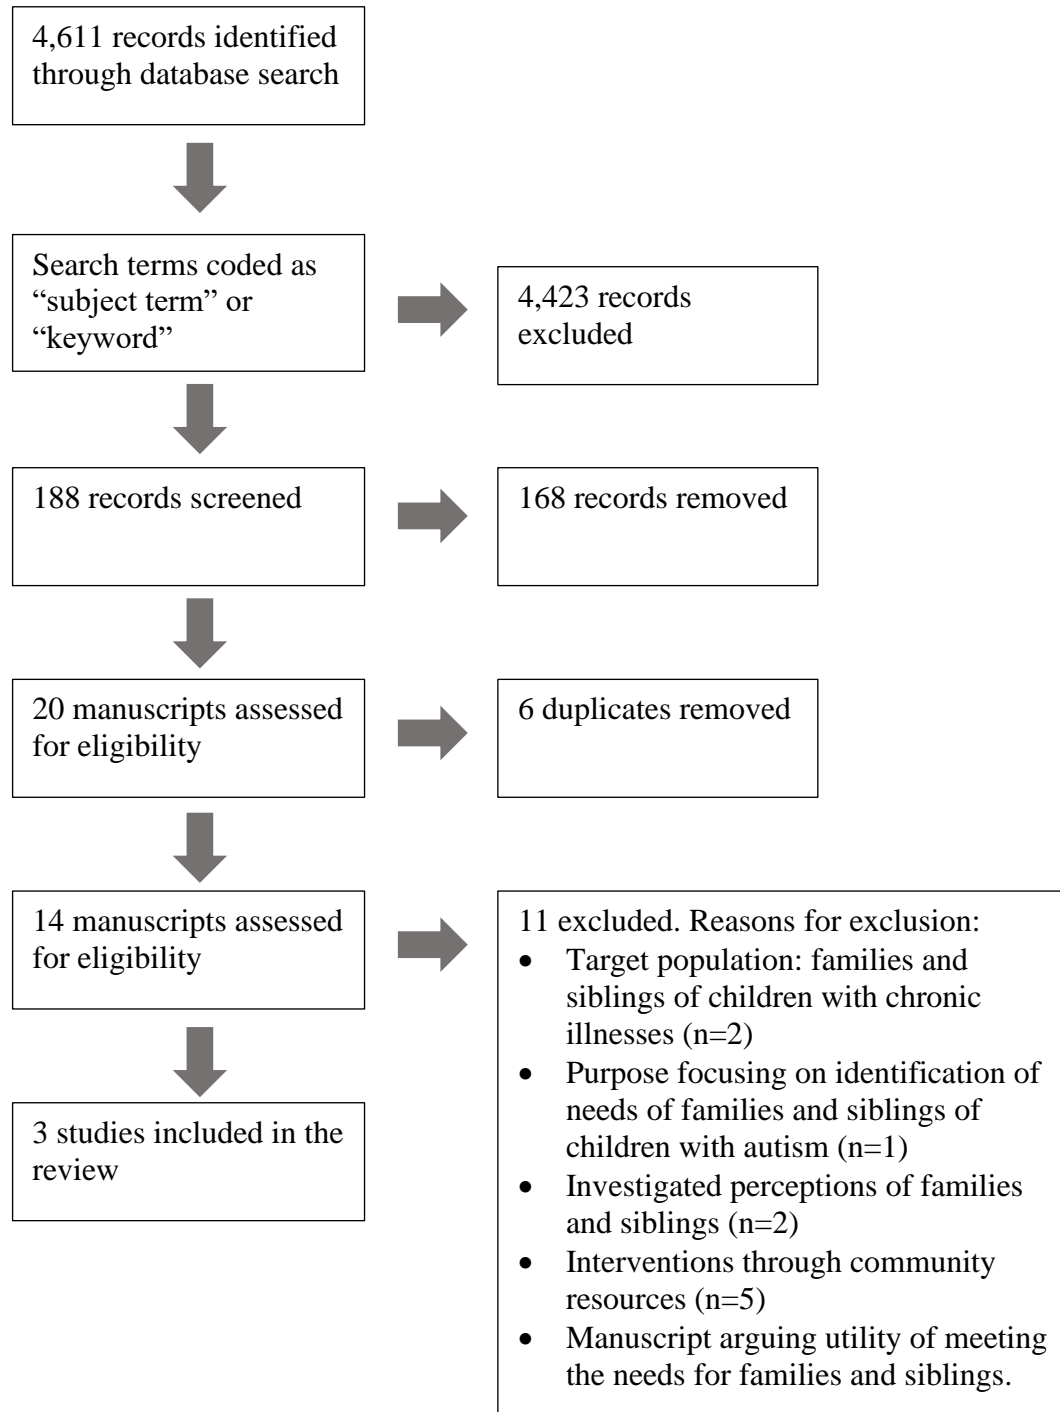 4,611 records identified
through database search
Search terms coded as
“subject term” or
“keyword”
4,423 records
excluded
188 records screened
168 records removed
20 manuscripts assessed
for eligibility
6 duplicates removed
14 manuscripts assessed
for eligibility
11 excluded. Reasons for exclusion:
• Target population: families and
siblings of children with chronic
illnesses (n=2)
• Purpose focusing on identification of
needs of families and siblings of
children with autism (n=1)
• Investigated perceptions of families
and siblings (n=2)
• Interventions through community
resources (n=5)
• Manuscript arguing utility of meeting
the needs for families and siblings.
3 studies included in the
review